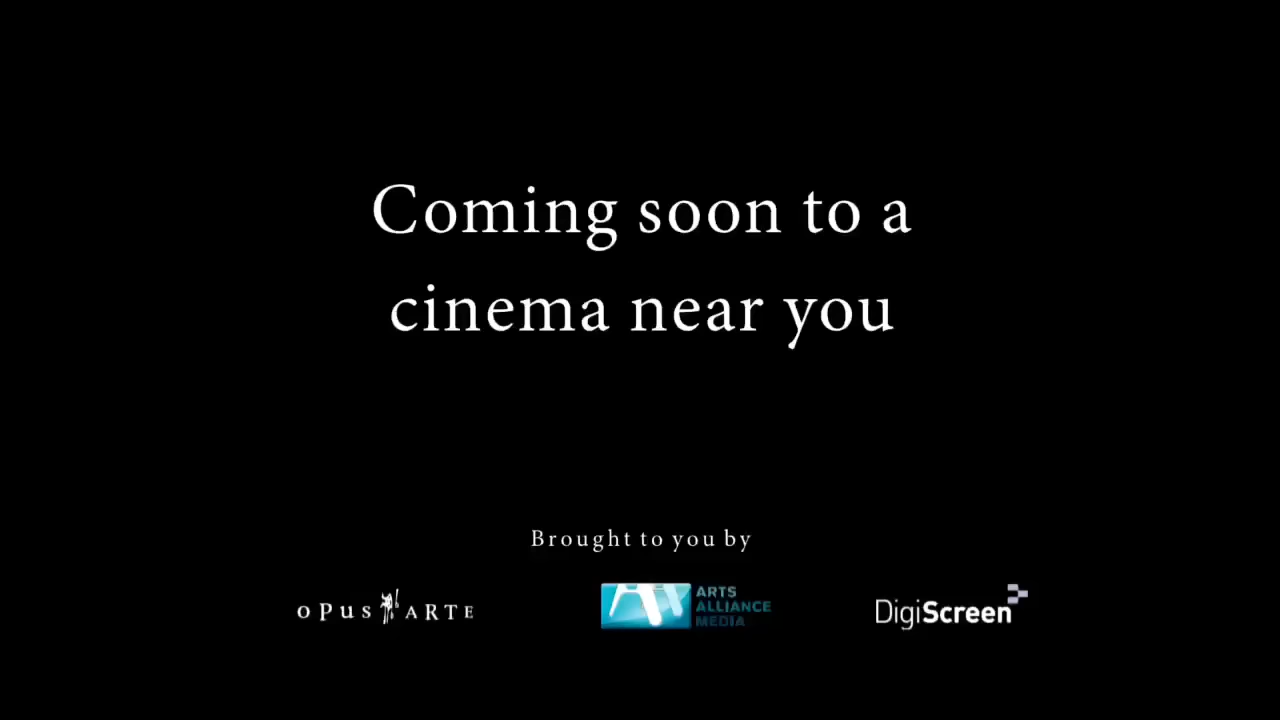 Coming soon to a
cinema near you
Brought to you by
OPUS ARTE
ARTS
ALLIANCE
MEDIA
DigiScreen